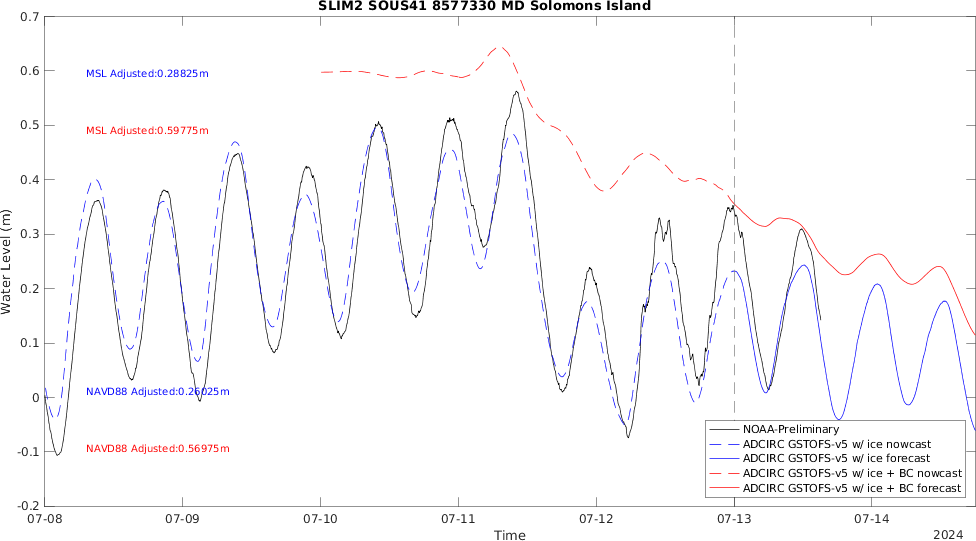 SLIM2 SOUS41 8577330 MD Solomons Island
0.7
0.6
0.5
0.4
0.3
0.2
0.1
0
-0.1
-0.2
Water Level (m)
MSL Adjusted:0.28825m
MSL Adjusted:0.59775m
NAVD88 Adjusted:0.26025m
NAVD88 Adjusted:0.56975m
NOAA-Preliminary
ADCIRC GSTOFS-v5 w/ ice nowcast
ADCIRC GSTOFS-v5 w/ ice forecast
ADCIRC GSTOFS-v5 w/ ice + BC nowcast
ADCIRC GSTOFS-v5 w/ ice + BC forecast
07-08 07-09 07-10 07-11 07-12 07-13 07-14
Time
2024